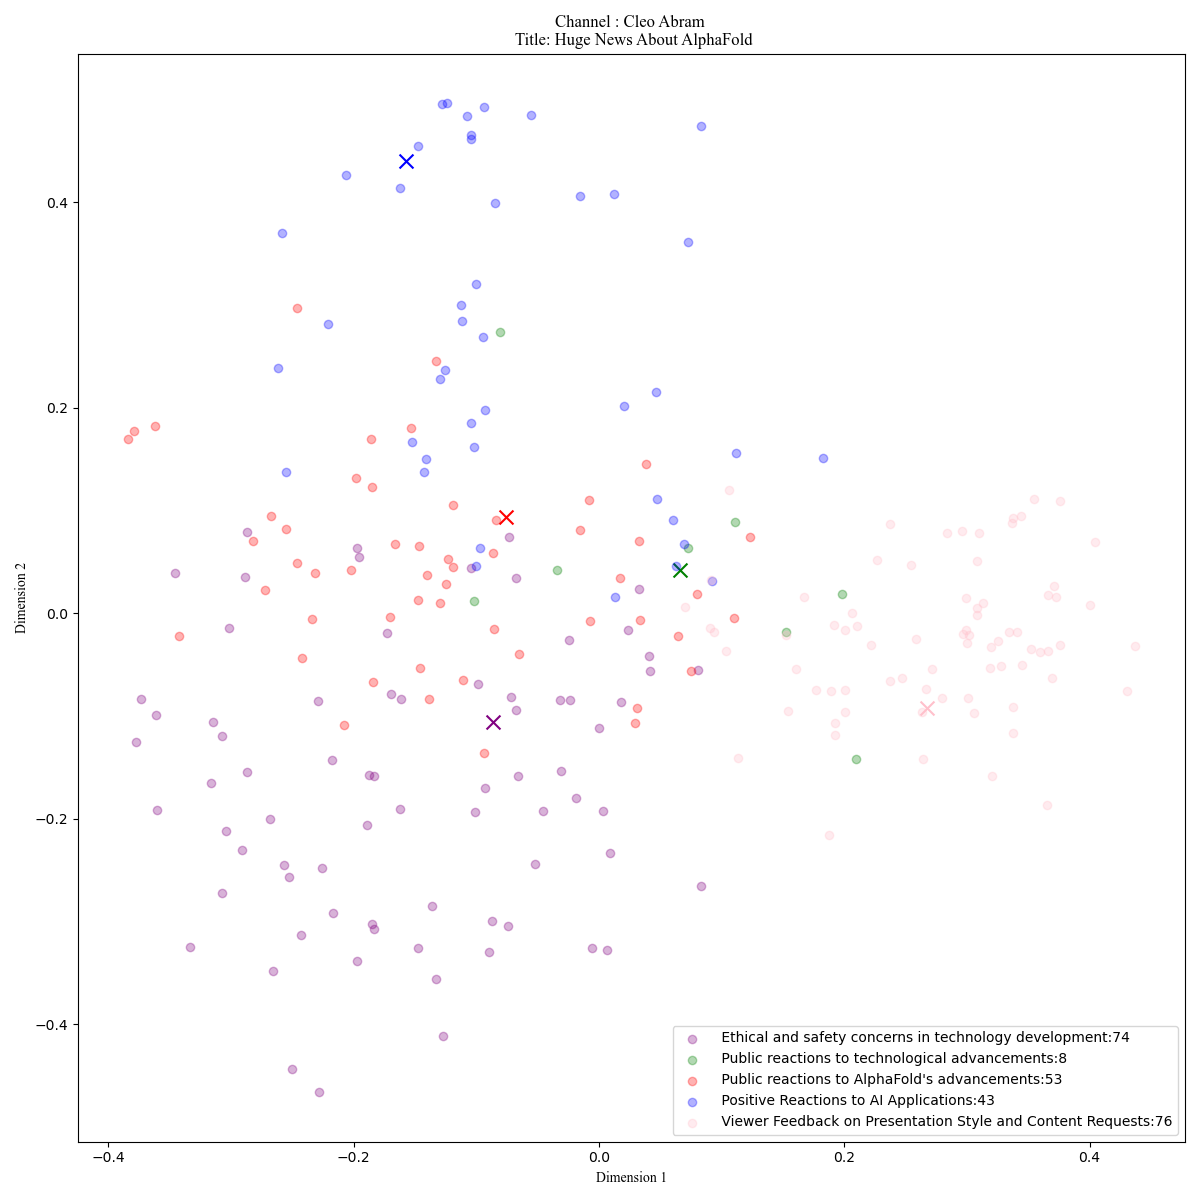 Channel : Cleo Abram
Title: Huge News About AlphaFold
Dimension 2
0.4
0.2
0.0
−0.2
−0.4
Ethical and safety concerns in technology development:74
Public reactions to technological advancements:8
Public reactions to AlphaFold's advancements:53
Positive Reactions to AI Applications:43
Viewer Feedback on Presentation Style and Content Requests:76
−0.4
−0.2
0.0
0.2
0.4
Dimension 1